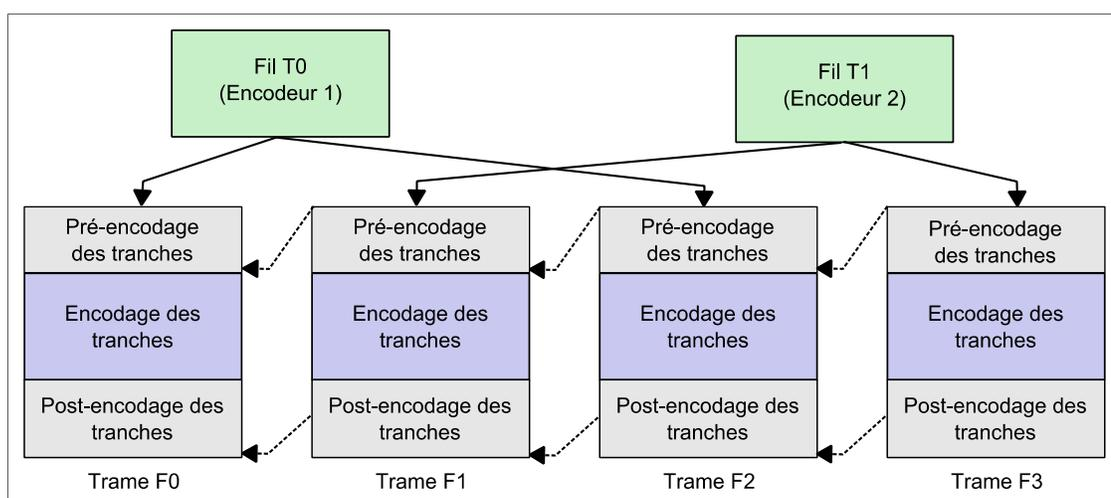 Fil T0
(Encodeur 1)
Fil T1
(Encodeur 2)
Pré-encodage
des tranches
Encodage des
tranches
Post-encodage des
tranches
Trame F0
Pré-encodage
des tranches
Encodage des
tranches
Post-encodage des
tranches
Trame F1
Pré-encodage
des tranches
Encodage des
tranches
Post-encodage des
tranches
Trame F2
Pré-encodage
des tranches
Encodage des
tranches
Post-encodage des
tranches
Trame F3